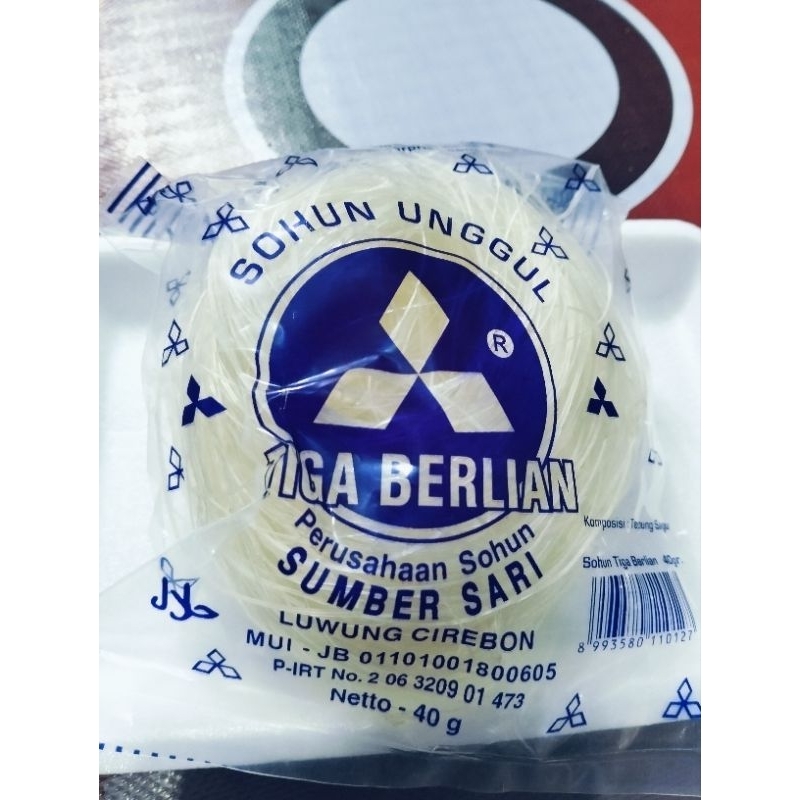 SOHUN UNGGUL
®
TIGA BERLIAN
Perusahaan Sohun
SUMBER SARI
LUWUNG CIREBON
MUI - JB 01101001800605
P-IRT No. 2 06 3209 01 473
Netto - 40 g
Komposisi : Tepung Sagu
Sohun Tiga Berlian 40gr.
8 993580 110127